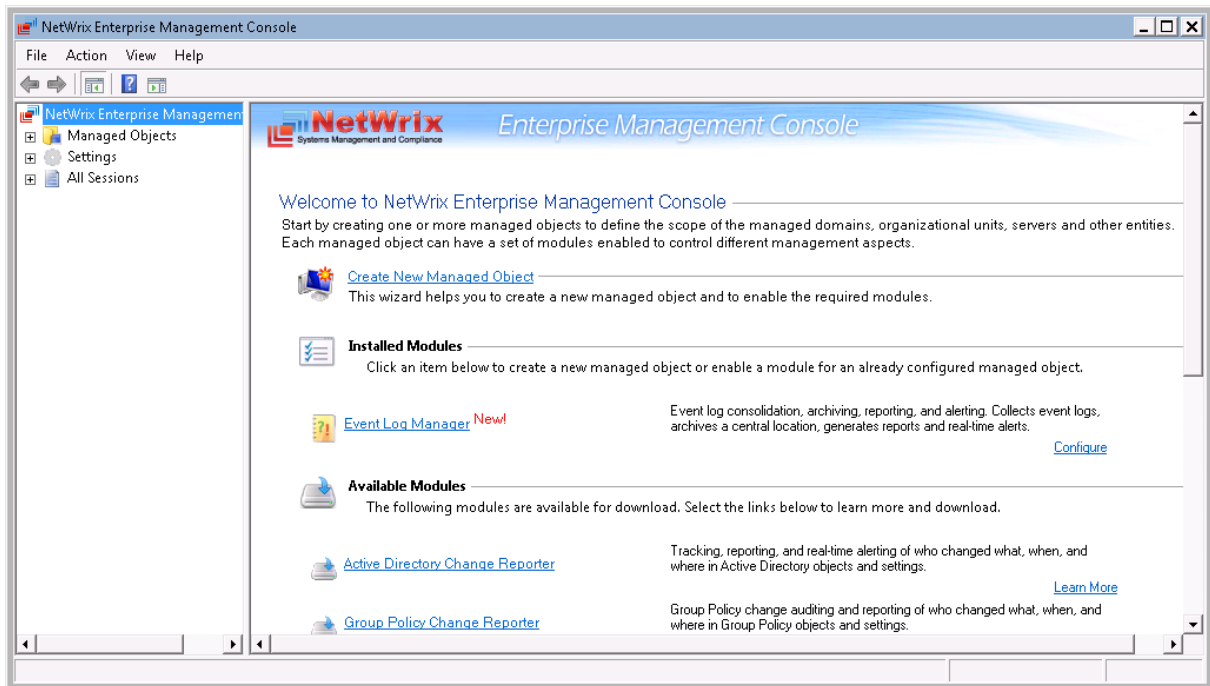 NetWrix Enterprise Management Console
File Action View Help
NetWrix Enterprise Managemen
Managed Objects
Settings
All Sessions
NetWrix
Systems Management and Compliance
Enterprise Management Console
Welcome to NetWrix Enterprise Management Console
Start by creating one or more managed objects to define the scope of the managed domains, organizational units, servers and other entities.
Each managed object can have a set of modules enabled to control different management aspects.
Create New Managed Object
This wizard helps you to create a new managed object and to enable the required modules.
Installed Modules
Click an item below to create a new managed object or enable a module for an already configured managed object.
Event Log Manager New!
Event log consolidation, archiving, reporting, and alerting. Collects event logs,
archives a central location, generates reports and real-time alerts.
Configure
Available Modules
The following modules are available for download. Select the links below to learn more and download.
Active Directory Change Reporter
Tracking, reporting, and real-time alerting of who changed what, when, and
where in Active Directory objects and settings.
Learn More
Group Policy Change Reporter
Group Policy change auditing and reporting of who changed what, when, and
where in Group Policy objects and settings.